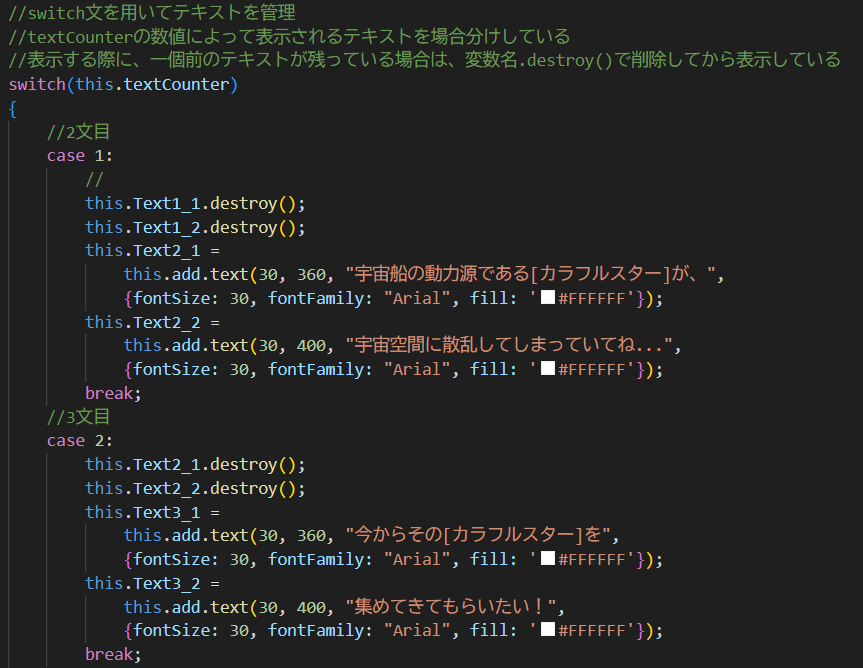 //switch文を用いてテキストを管理
//textCounterの数値によって表示されるテキストを場合分けしている
//表示する際に、一個前のテキストが残っている場合は、変数名.destroy()で削除してから表示している
switch(this.textCounter)
{
    //2文目
    case 1:
        //
        this.Text1_1.destroy();
        this.Text1_2.destroy();
        this.Text2_1 =
            this.add.text(30, 360, "宇宙船の動力源である[カラフルスター]が、",
            {fontSize: 30, fontFamily: "Arial", fill: '#FFFFFF'});
        this.Text2_2 =
            this.add.text(30, 400, "宇宙空間に散乱してしまっていてね...",
            {fontSize: 30, fontFamily: "Arial", fill: '#FFFFFF'});
        break;
    //3文目
    case 2:
        this.Text2_1.destroy();
        this.Text2_2.destroy();
        this.Text3_1 =
            this.add.text(30, 360, "今からその[カラフルスター]を",
            {fontSize: 30, fontFamily: "Arial", fill: '#FFFFFF'});
        this.Text3_2 =
            this.add.text(30, 400, "集めてきてもらいたい！",
            {fontSize: 30, fontFamily: "Arial", fill: '#FFFFFF'});
        break;